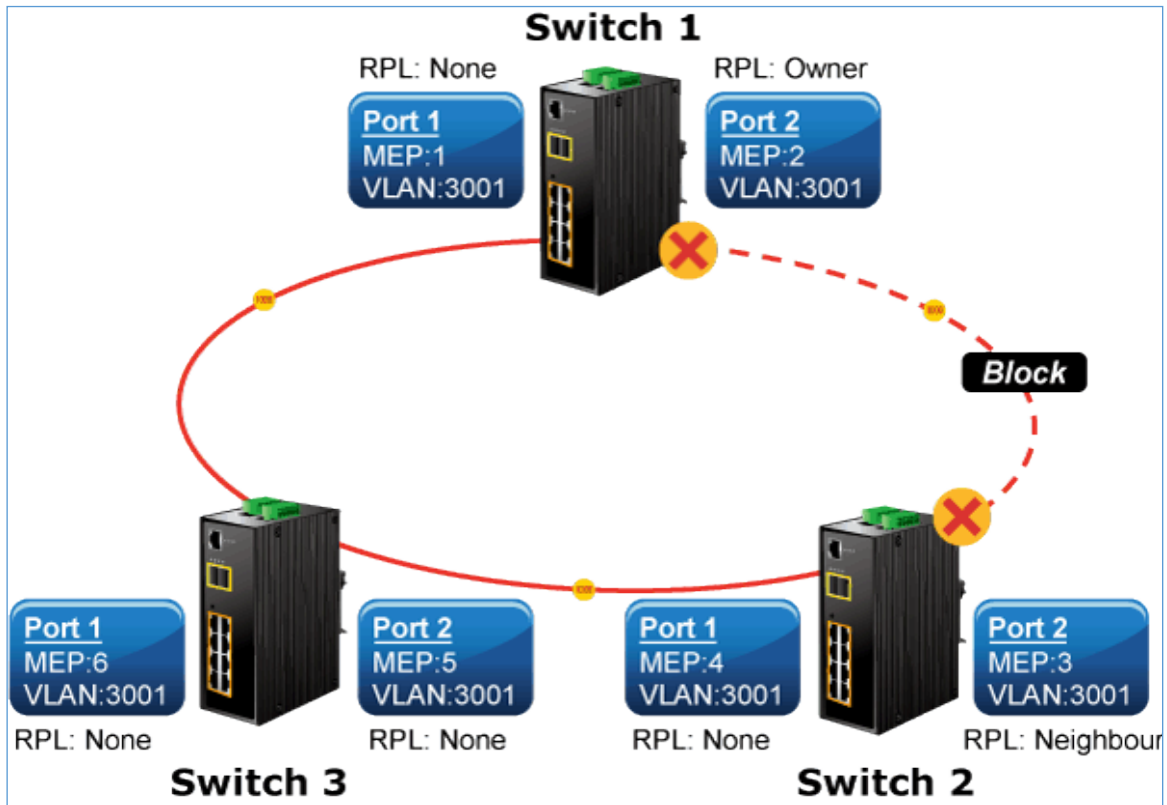 Switch 1
RPL: None
RPL: Owner
Port 1
MEP:1
VLAN:3001
Port 2
MEP:2
VLAN:3001
Block
Port 1
MEP:6
VLAN:3001
RPL: None
Port 2
MEP:5
VLAN:3001
RPL: None
Switch 3
Port 1
MEP:4
VLAN:3001
RPL: None
Port 2
MEP:3
VLAN:3001
RPL: Neighbour
Switch 2